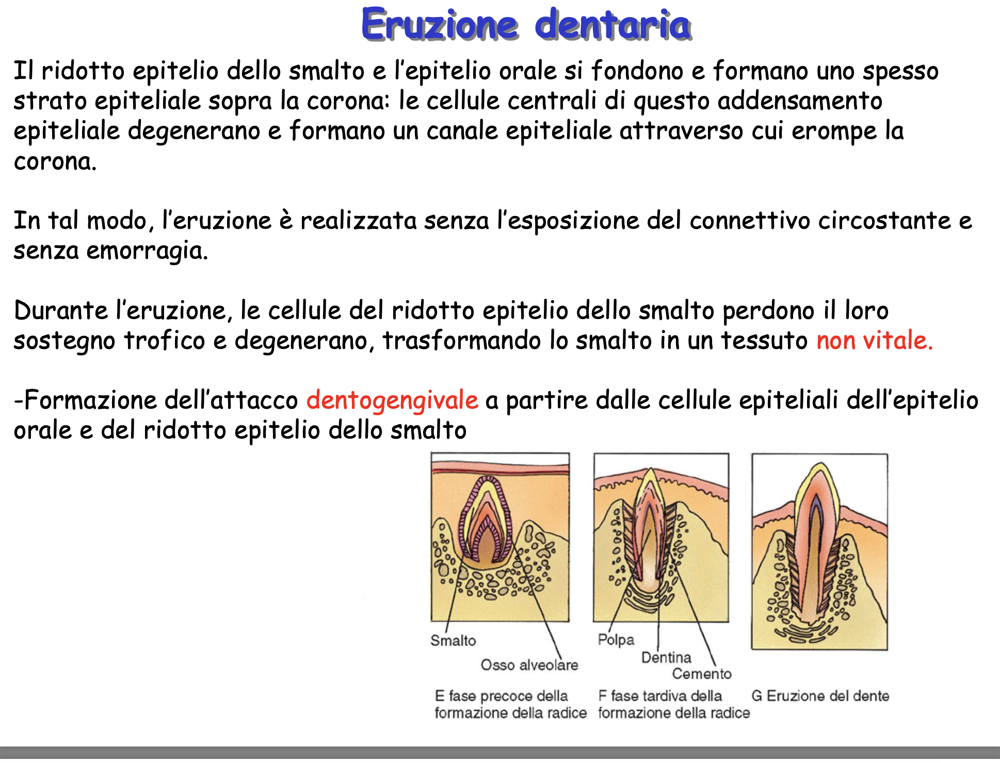 Eruzione dentaria
Il ridotto epitelio dello smalto e l’epitelio orale si fondono e formano uno spesso
strato epiteliale sopra la corona: le cellule centrali di questo addensamento
epiteliale degenerano e formano un canale epiteliale attraverso cui erompe la
corona.
In tal modo, l’eruzione è realizzata senza l’esposizione del connettivo circostante e
senza emorragia.
Durante l’eruzione, le cellule del ridotto epitelio dello smalto perdono il loro
sostegno trofico e degenerano, trasformando lo smalto in un tessuto non vitale.
-Formazione dell’attacco dentogengivale a partire dalle cellule epiteliali dell’epitelio
orale e del ridotto epitelio dello smalto
Smalto
Osso alveolare
Polpa
Dentina
Cemento
E fase precoce della
formazione della radice
F fase tardiva della
formazione della radice
G Eruzione del dente